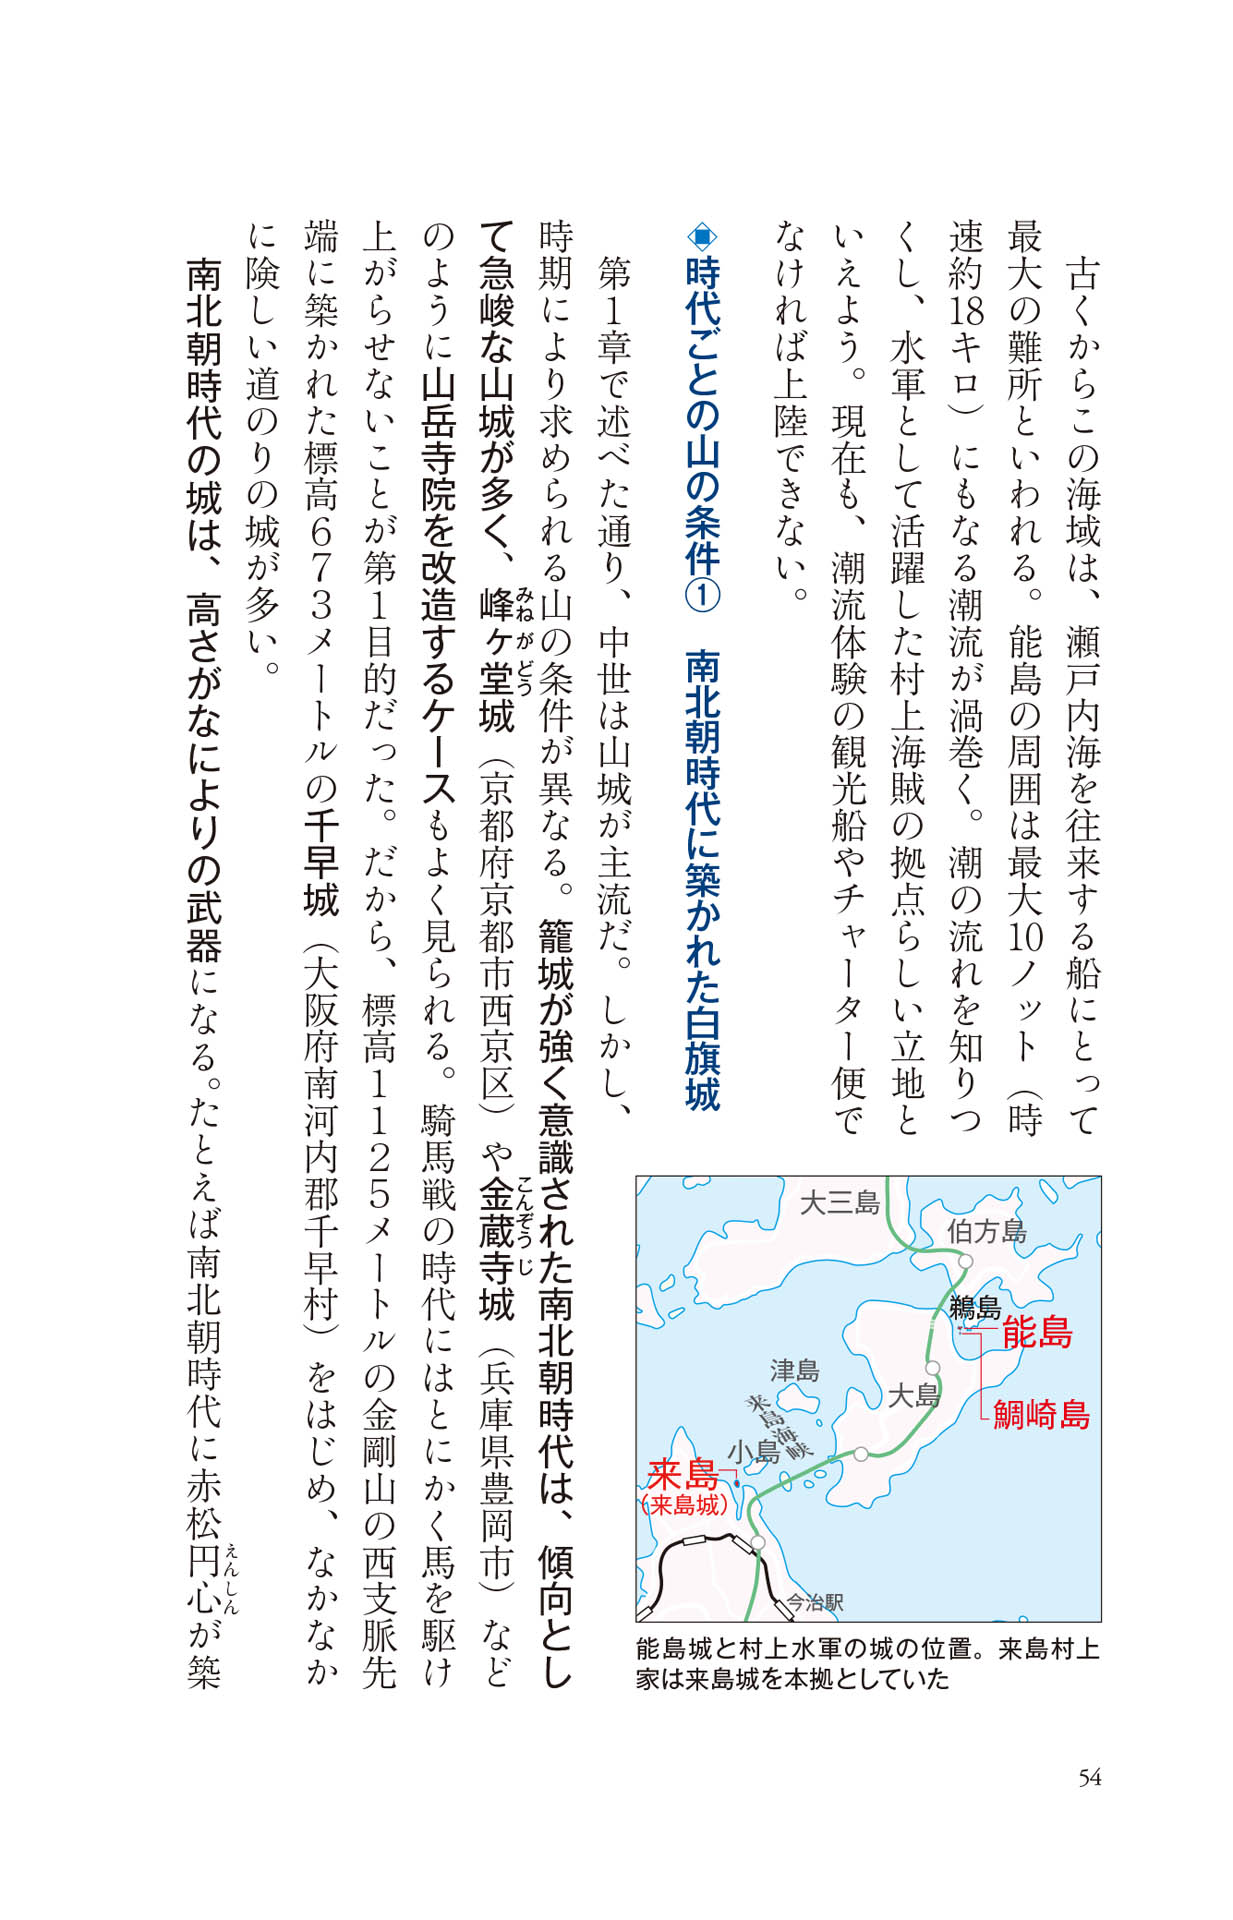 古くからこの海域は、瀬戸内海を往来する船にとって
最大の難所といわれる。能島の周囲は最大10ノット（時
速約18キロ）にもなる潮流が渦巻く。潮の流れを知りつ
くし、水軍として活躍した村上海賊の拠点らしい立地と
いえよう。現在も、潮流体験の観光船やチャーター便で
なければ上陸できない。
◈時代ごとの山の条件① 南北朝時代に築かれた白旗城
第1章で述べた通り、中世は山城が主流だ。しかし、
時期により求められる山の条件が異なる。籠城が強く意識された南北朝時代は、傾向とし
て急峻な山城が多く、峰ヶ堂城（京都府京都市西京区）や金蔵寺城（兵庫県豊岡市）など
みねがどう
こんぞうじ
のように山岳寺院を改造するケースもよく見られる。騎馬戦の時代にはとにかく馬を駆け
上がらせないことが第1目的だった。だから、標高1125メートルの金剛山の西支脈先
端に築かれた標高673メートルの千早城（大阪府南河内郡千早村）をはじめ、なかなか
に険しい道のりの城が多い。
南北朝時代の城は、高さがなによりの武器になる。たとえば南北朝時代に赤松円心が築
えんしん
大三島
伯方島
鵜島
能島
鯛崎島
大島
津島
来島海峡
小島
来島
（来島城）
今治駅
能島城と村上水軍の城の位置。来島村上
家は来島城を本拠としていた
54